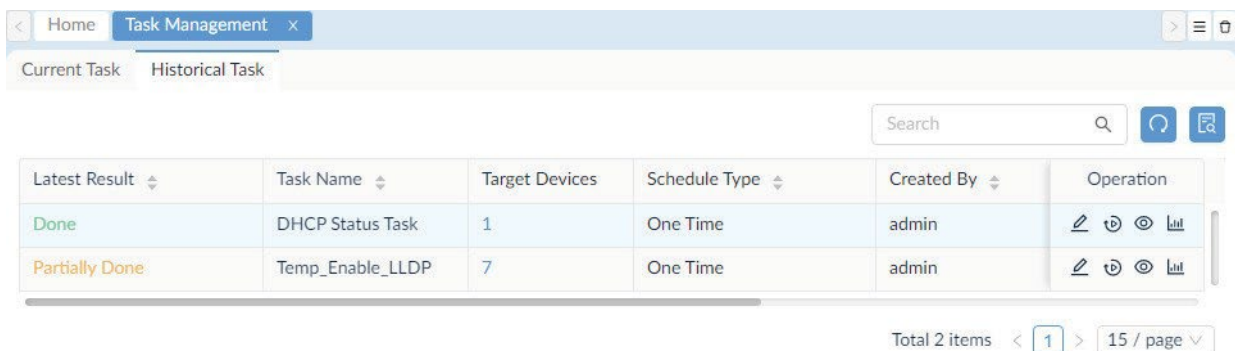 Home Task Management X
Current Task Historical Task
Search
Latest Result Task Name Target Devices Schedule Type Created By Operation
Done DHCP Status Task 1 One Time admin
Partially Done Temp_Enable_LLDP 7 One Time admin
Total 2 items < 1 > 15 / page